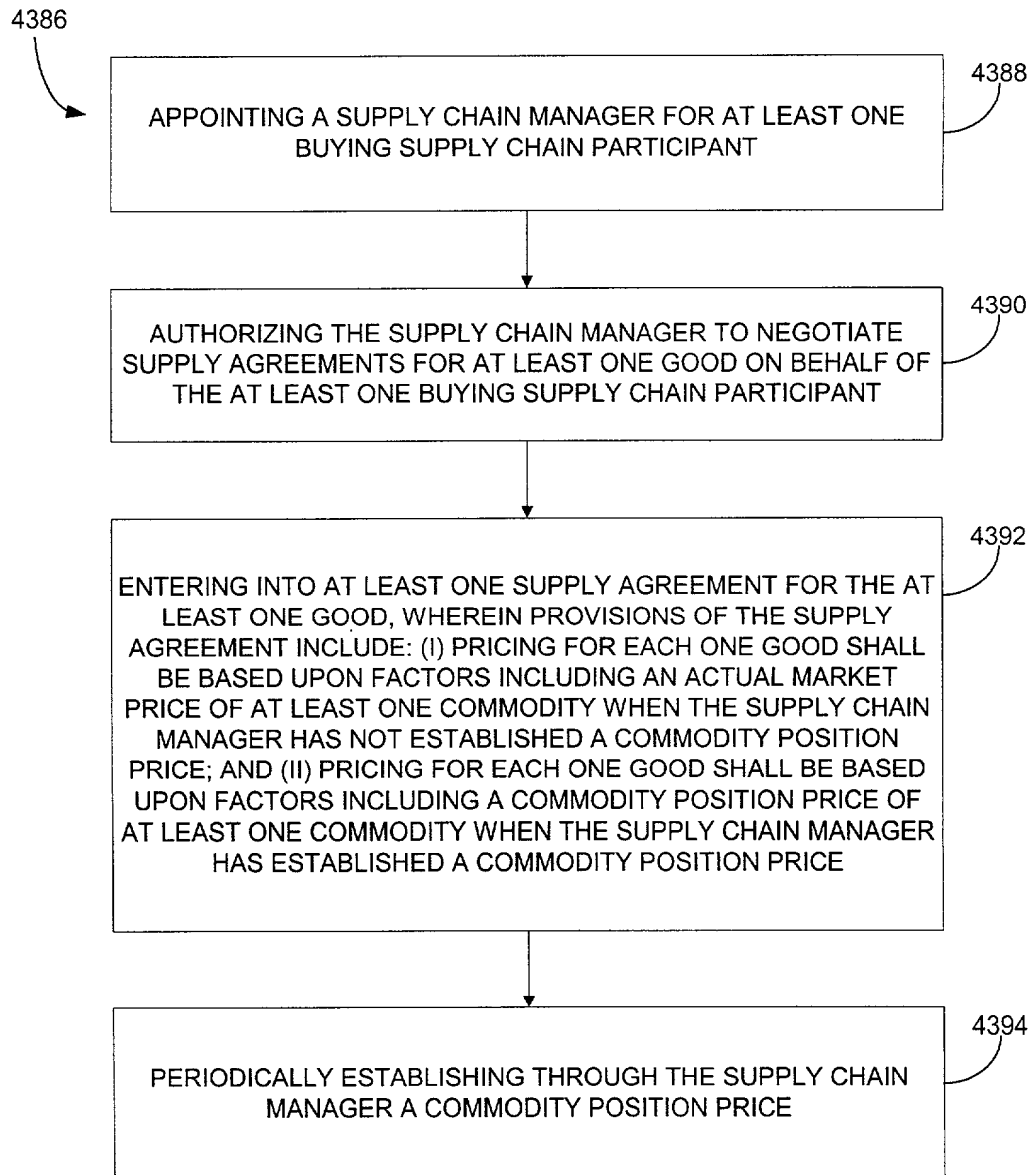 4386
4388
APPOINTING A SUPPLY CHAIN MANAGER FOR AT LEAST ONE
BUYING SUPPLY CHAIN PARTICIPANT
4390
AUTHORIZING THE SUPPLY CHAIN MANAGER TO NEGOTIATE
SUPPLY AGREEMENTS FOR AT LEAST ONE GOOD ON BEHALF OF
THE AT LEAST ONE BUYING SUPPLY CHAIN PARTICIPANT
4392
ENTERING INTO AT LEAST ONE SUPPLY AGREEMENT FOR THE AT
LEAST ONE GOOD, WHEREIN PROVISIONS OF THE SUPPLY
AGREEMENT INCLUDE: (I) PRICING FOR EACH ONE GOOD SHALL
BE BASED UPON FACTORS INCLUDING AN ACTUAL MARKET
PRICE OF AT LEAST ONE COMMODITY WHEN THE SUPPLY CHAIN
MANAGER HAS NOT ESTABLISHED A COMMODITY POSITION
PRICE; AND (II) PRICING FOR EACH ONE GOOD SHALL BE BASED
UPON FACTORS INCLUDING A COMMODITY POSITION PRICE OF
AT LEAST ONE COMMODITY WHEN THE SUPPLY CHAIN MANAGER
HAS ESTABLISHED A COMMODITY POSITION PRICE
4394
PERIODICALLY ESTABLISHING THROUGH THE SUPPLY CHAIN
MANAGER A COMMODITY POSITION PRICE